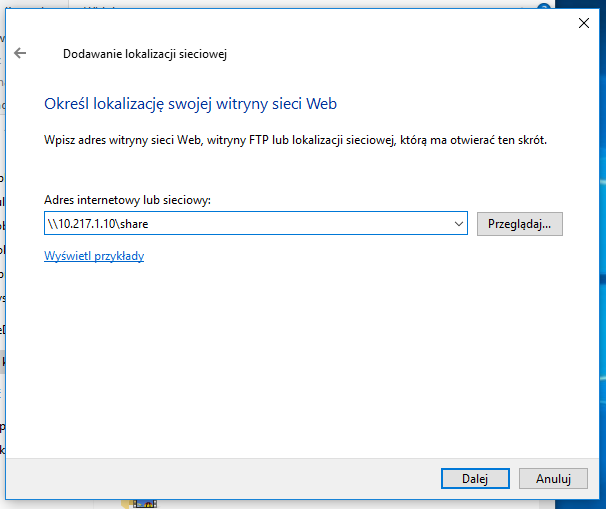 Dodawanie lokalizacji sieciowej
Określ lokalizację swojej witryny sieci Web
Wpisz adres witryny sieci Web, witryny FTP lub lokalizacji sieciowej, którą ma otwierać ten skrót.
Adres internetowy lub sieciowy:
\\10.217.1.10\share
Przeglądaj...
Wyświetl przykłady
Dalej
Anuluj